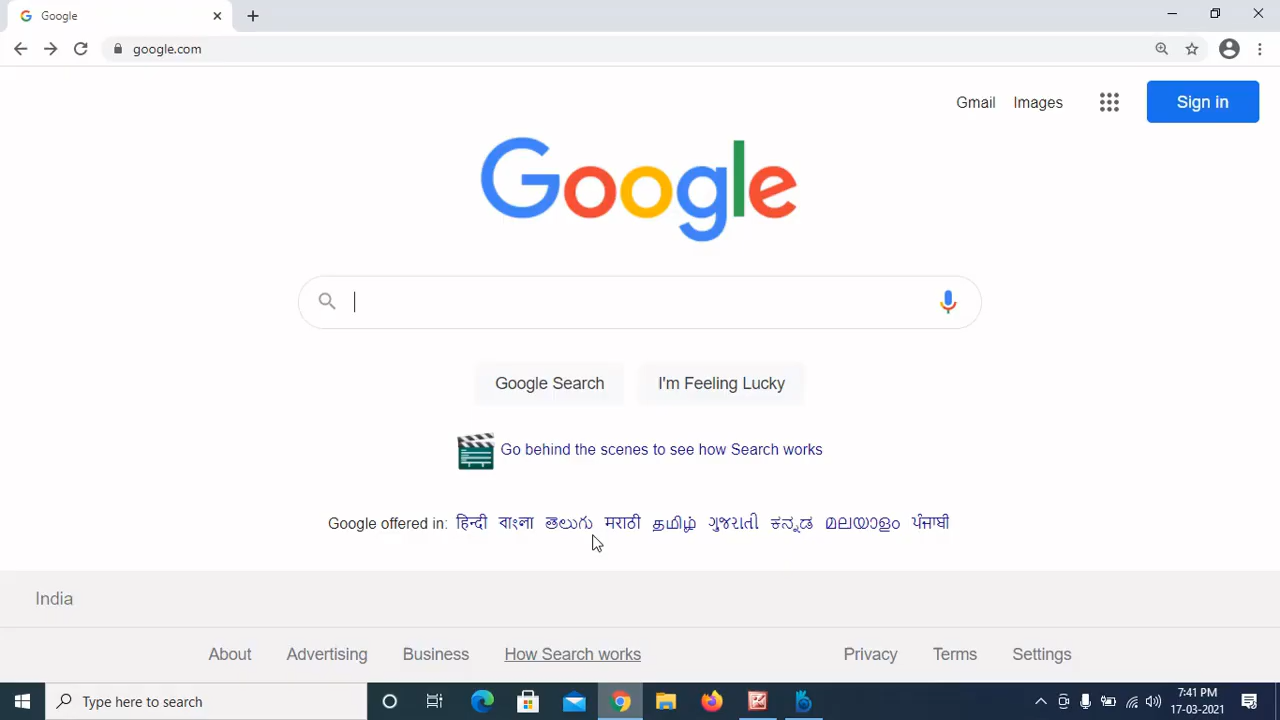 Google
google.com
Gmail Images Sign in
Google
Google Search I'm Feeling Lucky
Go behind the scenes to see how Search works
Google offered in: हिन्दी বাংলা తెలుగు मराठी தமிழ் ગુજરાતી ಕನ್ನಡ മലയാളം ਪੰਜਾਬੀ
India
About Advertising Business How Search works Privacy Terms Settings
Type here to search
7:41 PM
17-03-2021